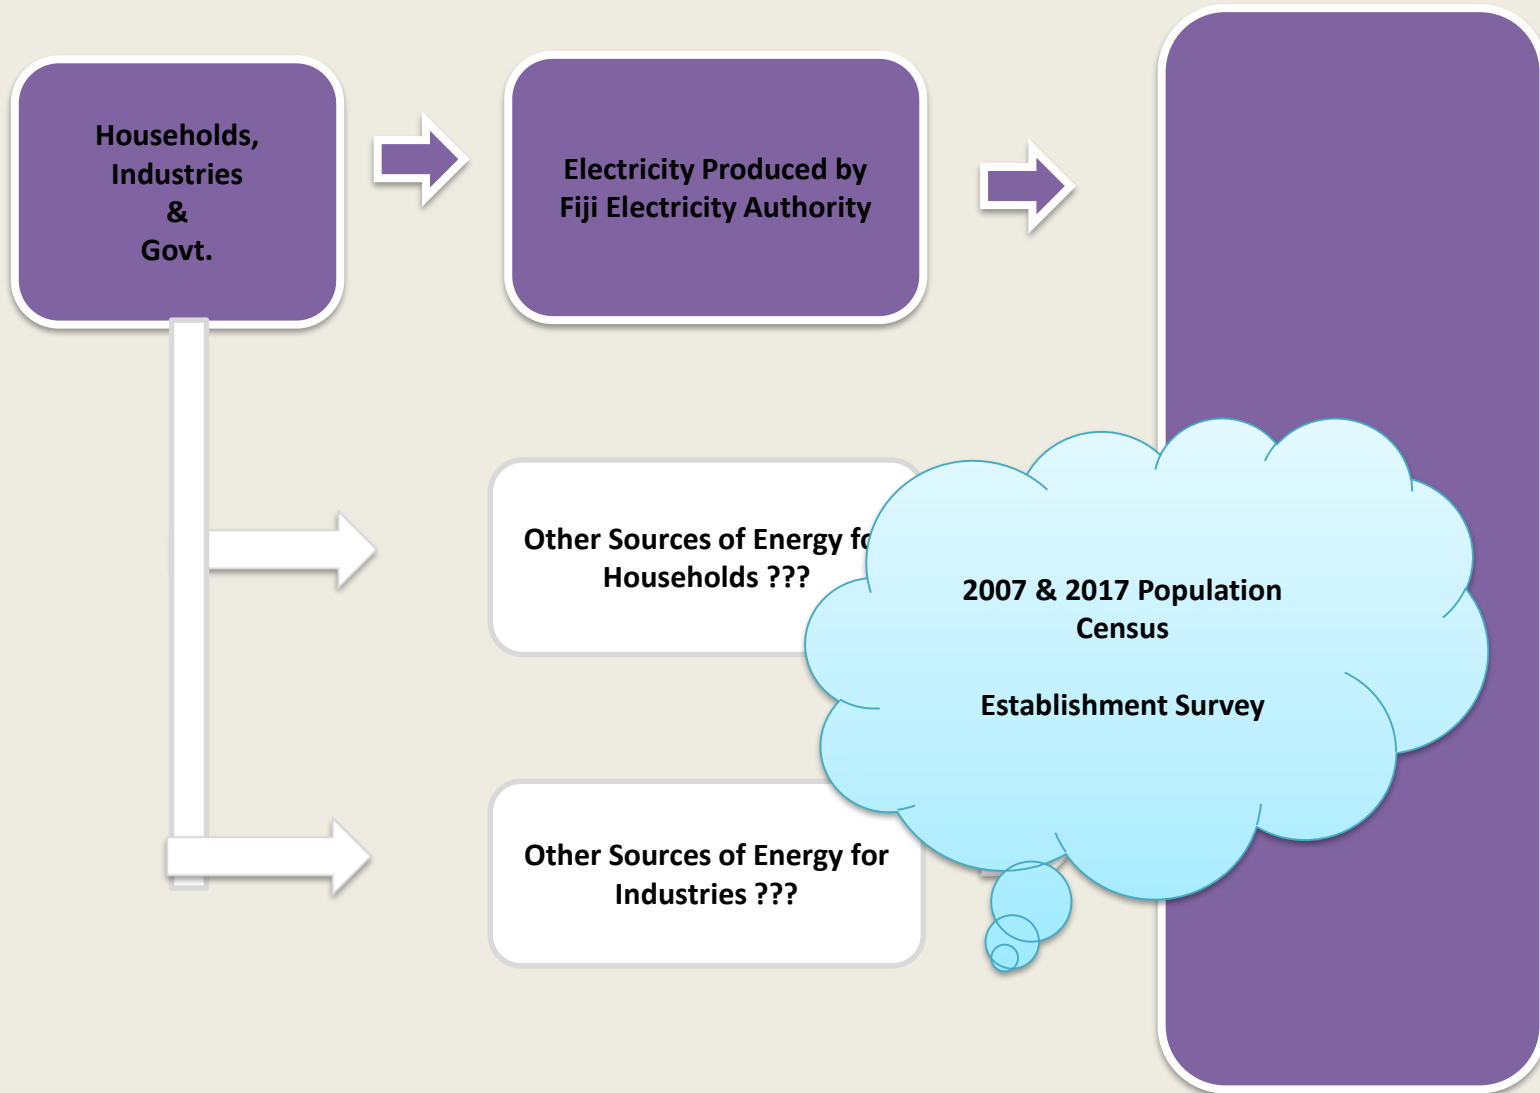 Households,
Industries
&
Govt.
Electricity Produced by
Fiji Electricity Authority
Other Sources of Energy
Households ???
2007 & 2017 Population
Census
Establishment Survey
Other Sources of Energy for
Industries ???